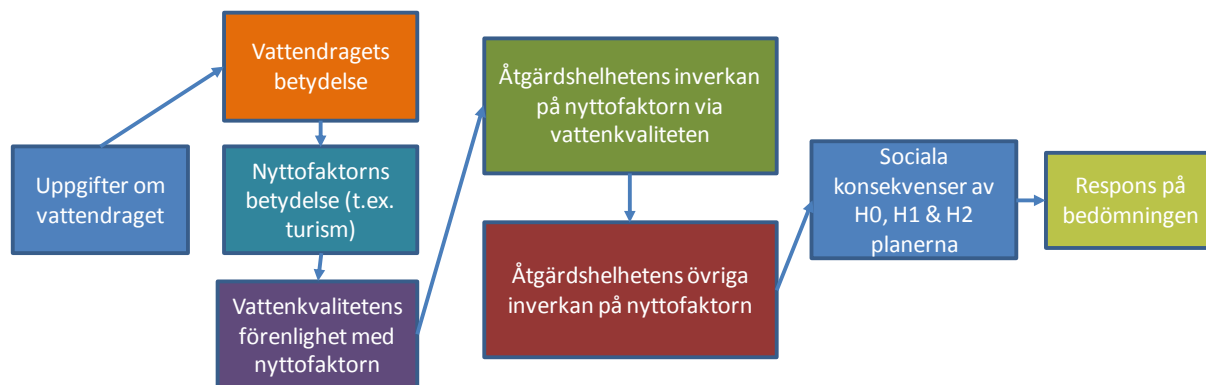 Uppgifter om
vattendraget
Vattendragets
betydelse
Nyttofaktorns
betydelse (t.ex.
turism)
Vattenkvalitetens
förenlighet med
nyttofaktorn
Åtgärdshelhetens inverkan
på nyttofaktorn via
vattenkvaliteten
Åtgärdshelhetens övriga
inverkan på nyttofaktorn
Sociala
konsekvenser av
H0, H1 & H2
planerna
Respons på
bedömningen